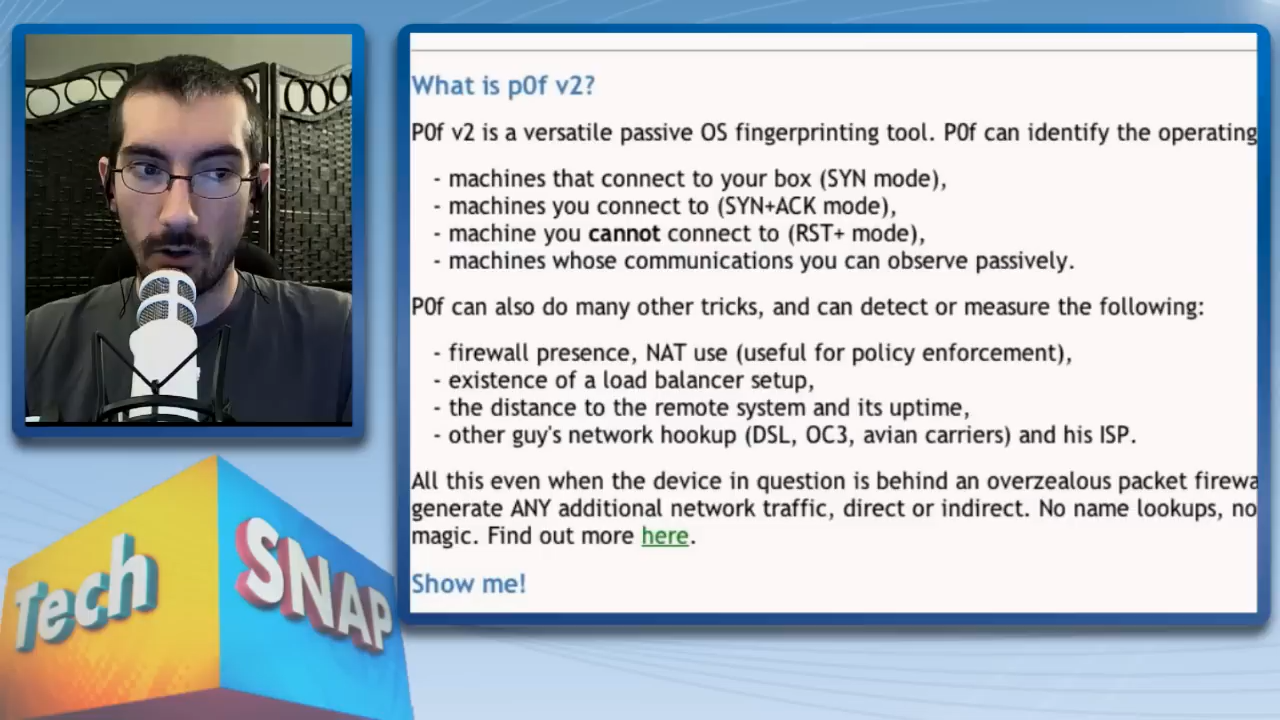 What is p0f v2?
P0f v2 is a versatile passive OS fingerprinting tool. P0f can identify the operating
- machines that connect to your box (SYN mode),
- machines you connect to (SYN+ACK mode),
- machine you cannot connect to (RST+ mode),
- machines whose communications you can observe passively.
P0f can also do many other tricks, and can detect or measure the following:
- firewall presence, NAT use (useful for policy enforcement),
- existence of a load balancer setup,
- the distance to the remote system and its uptime,
- other guy's network hookup (DSL, OC3, avian carriers) and his ISP.
All this even when the device in question is behind an overzealous packet firewa
generate ANY additional network traffic, direct or indirect. No name lookups, no
magic. Find out more here.
Show me!
Tech
SNAP